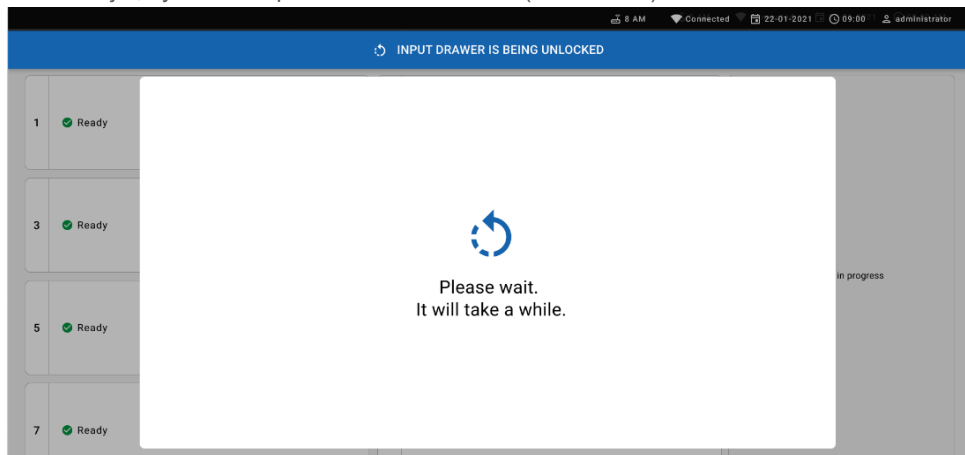 8 AM Connected 22-01-2021 09:00 administrator
INPUT DRAWER IS BEING UNLOCKED
1 Ready
3 Ready
in progress
Please wait.
It will take a while.
5 Ready
7 Ready